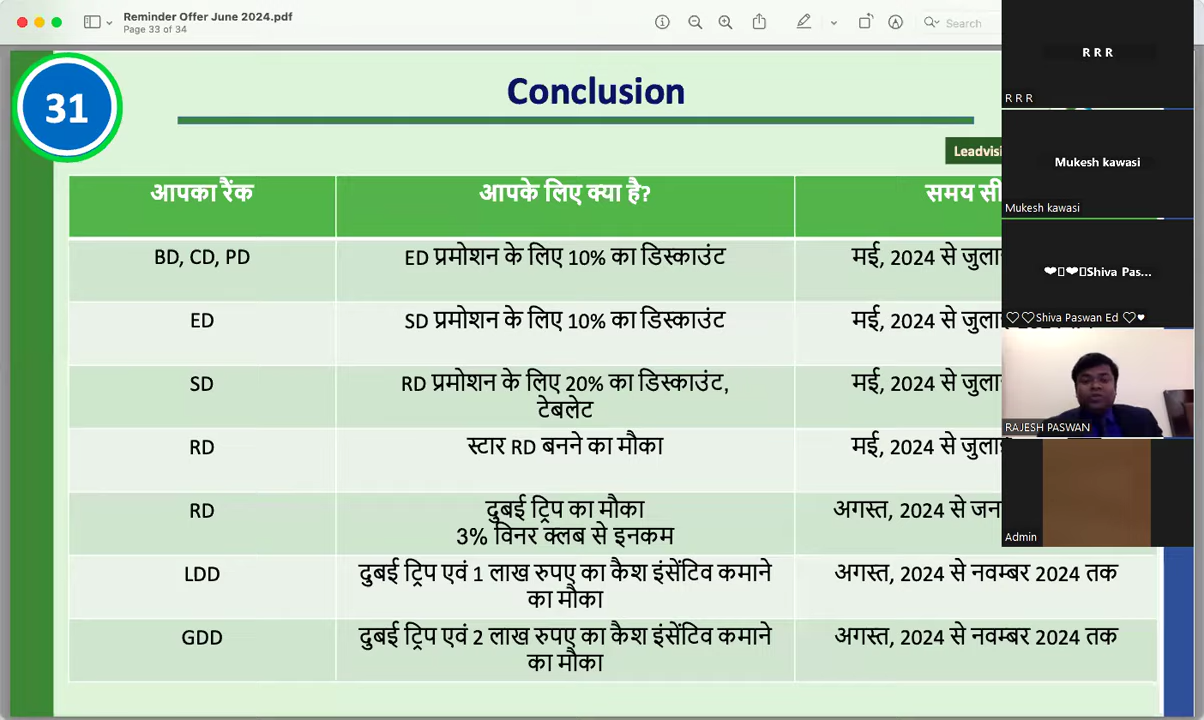 Reminder Offer June 2024.pdf
Page 33 of 34
Search
31
Conclusion
R R R
R R R
Mukesh kawasi
Mukesh kawasi
❤▯❤▯Shiva Pas...
♡♡Shiva Paswan Ed ♡♥
RAJESH PASWAN
Admin
आपका रैंक आपके लिए क्या है? समय
BD, CD, PD ED प्रमोशन के लिए 10% का डिस्काउंट मई, 2024 से
ED SD प्रमोशन के लिए 10% का डिस्काउंट मई, 2024 से
SD RD प्रमोशन के लिए 20% का डिस्काउंट, मई, 2024 से
टेबलेट
RD स्टार RD बनने का मौका मई, 2024 से
RD दुबई ट्रिप का मौका अगस्त, 2024 से
3% विनर क्लब से इनकम
LDD दुबई ट्रिप एवं 1 लाख रुपए का कैश इंसेंटिव कमाने अगस्त, 2024 से नवम्बर 2024 तक
का मौका
GDD दुबई ट्रिप एवं 2 लाख रुपए का कैश इंसेंटिव कमाने अगस्त, 2024 से नवम्बर 2024 तक
का मौका